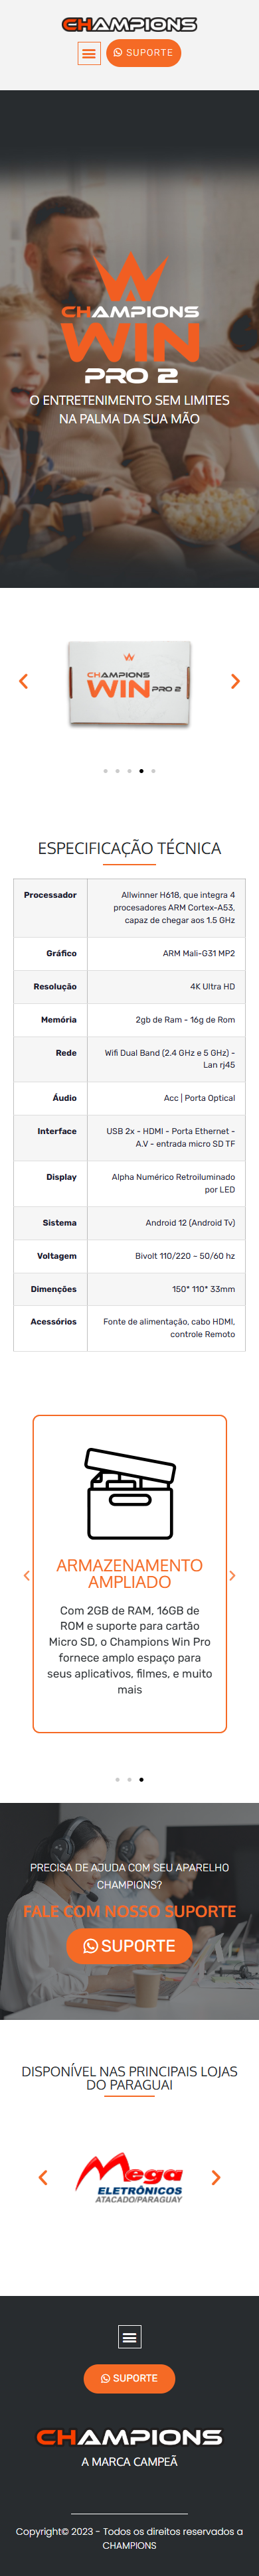 CHAMPIONS
SUPORTE
CHAMPIONS
WIN
PRO 2
O ENTRETENIMENTO SEM LIMITES
NA PALMA DA SUA MÃO
CHAMPIONS
WIN PRO 2
ESPECIFICAÇÃO TÉCNICA
Processador Allwinner H618, que integra 4
processadores ARM Cortex-A53,
capaz de chegar aos 1.5 GHz
Gráfico ARM Mali-G31 MP2
Resolução 4K Ultra HD
Memória 2gb de Ram - 16g de Rom
Rede Wifi Dual Band (2.4 GHz e 5 GHz) -
Lan rj45
Áudio Acc | Porta Optical
Interface USB 2x - HDMI - Porta Ethernet -
A.V - entrada micro SD TF
Display Alpha Numérico Retroiluminado
por LED
Sistema Android 12 (Android Tv)
Voltagem Bivolt 110/220 – 50/60 hz
Dimenções 150* 110* 33mm
Acessórios Fonte de alimentação, cabo HDMI,
controle Remoto
ARMAZENAMENTO
AMPLIADO
Com 2GB de RAM, 16GB de
ROM e suporte para cartão
Micro SD, o Champions Win Pro
fornece amplo espaço para
seus aplicativos, filmes, e muito
mais
PRECISA DE AJUDA COM SEU APARELHO
CHAMPIONS?
FALE COM NOSSO SUPORTE
SUPORTE
DISPONÍVEL NAS PRINCIPAIS LOJAS
DO PARAGUAI
Mega
ELETRÔNICOS
ATACADO/PARAGUAY
SUPORTE
CHAMPIONS
A MARCA CAMPEÃ
Copyright© 2023 - Todos os direitos reservados a
CHAMPIONS